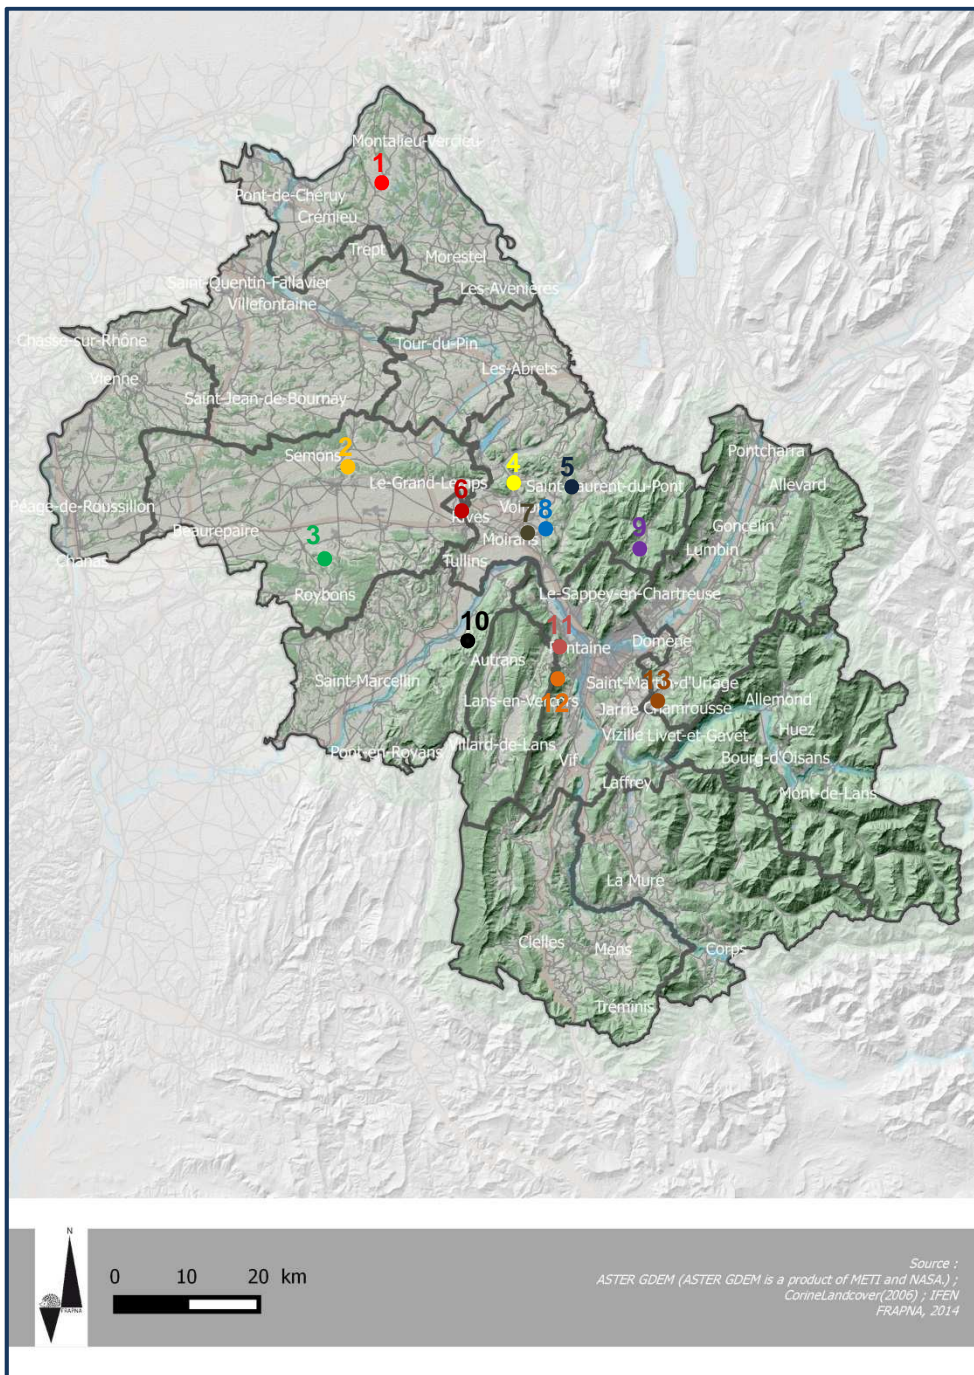 Montalieu-Vercieu
1
Pont-de-Chéruy
Crémieu
Trept
Morestel
Saint-Quentin-Fallavier
Les-Avenières
Villefontaine
Chasse-sur-Rhône
Tour-du-Pin
Les-Abrets
Vienne
Saint-Jean-de-Bournay
Pontcharra
2
Semons
4
5
Le-Grand-Lemps
Saint-Laurent-du-Pont
Allevard
6
Péage-de-Roussillon
Rives
8
Goncelin
7
Beaurepaire
3
Moirans
9
Lumbin
Chanas
Tullins
Roybons
Le-Sappey-en-Chartreuse
10
11
Domène
Autrans
Saint-Marcellin
Saint-Martin-d'Uriage
13
Lans-en-Vercors
12
Allemond
Jarrie
Chamrousse
Huez
Pont-en-Royans
Villard-de-Lans
Vizille
Livet-et-Gavet
Vif
Bourg-d'Oisans
Laffrey
Mont-de-Lans
La Mure
Clelles
Mens
Corps
Tréminis
N
FRAPNA
0 10 20 km
Source :
ASTER GDEM (ASTER GDEM is a product of METI and NASA.) ;
CorineLandcover(2006) ; IFEN
FRAPNA, 2014